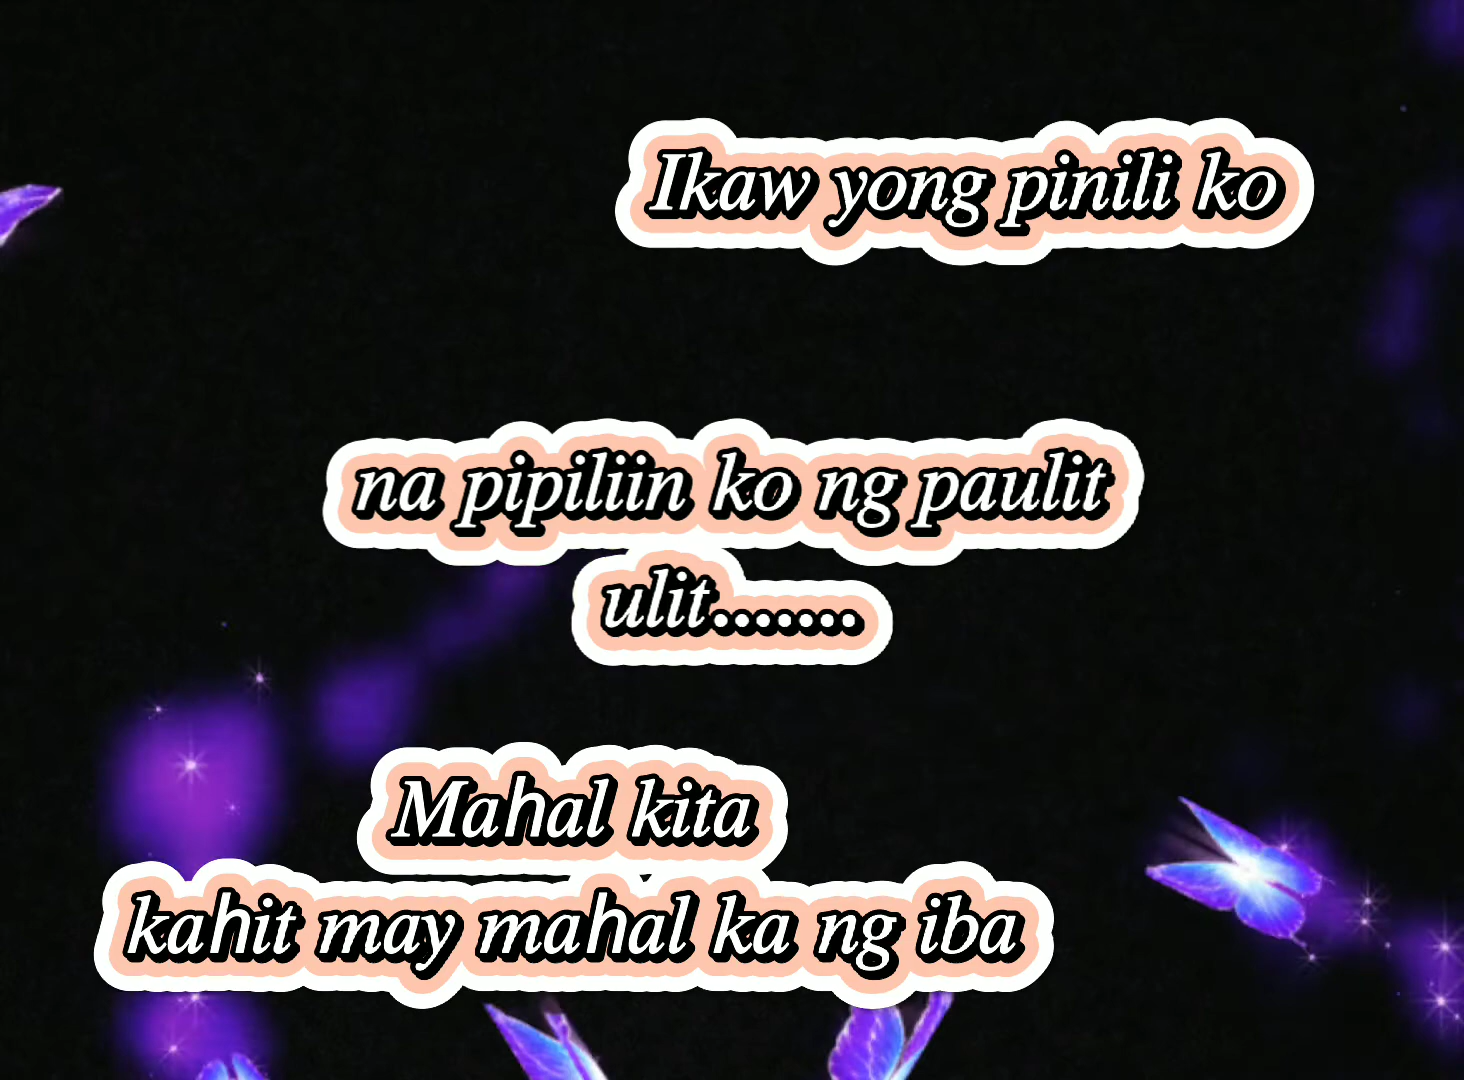 Ikaw yong pinili ko
na pipiliin ko ng paulit
ulit.......
Mahal kita
kahit may mahal ka ng iba